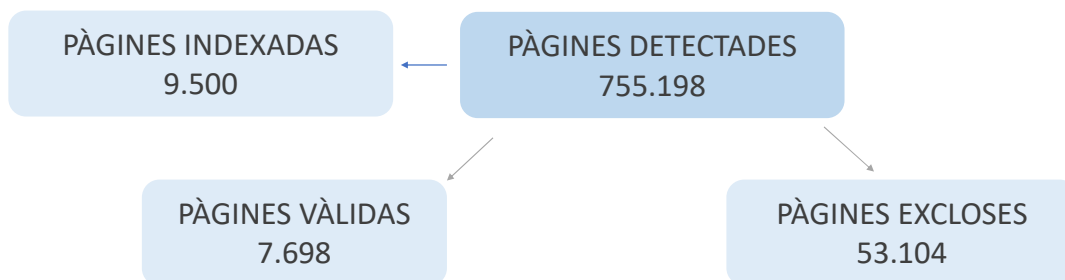 PÀGINES INDEXADAS
9.500
PÀGINES DETECTADES
755.198
PÀGINES VÀLIDAS
7.698
PÀGINES EXCLOSES
53.104